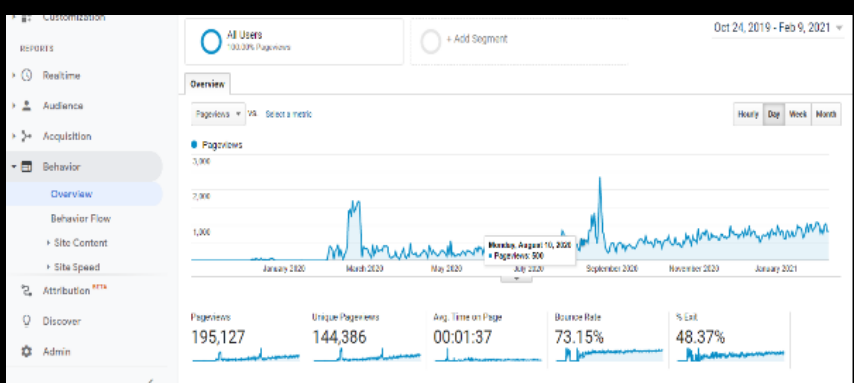 Customization
REPORTS
Realtime
Audience
Acquisition
Behavior
Overview
Behavior Flow
Site Content
Site Speed
Attribution BETA
Discover
Admin
All Users
100.00% Pageviews
+ Add Segment
Oct 24, 2019 - Feb 9, 2021
Overview
Pageviews VS. Select a metric
Hourly Day Week Month
Pageviews
3,000
2,000
1,000
Monday, August 10, 2020
Pageviews: 500
January 2020 March 2020 May 2020 July 2020 September 2020 November 2020 January 2021
Pageviews
195,127
Unique Pageviews
144,386
Avg. Time on Page
00:01:37
Bounce Rate
73.15%
% Exit
48.37%